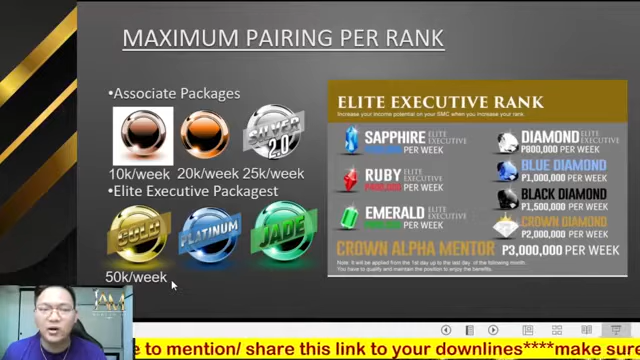 MAXIMUM PAIRING PER RANK
•Associate Packages
SILVER
2.0
10k/week 20k/week 25k/week
•Elite Executive Packagest
GOLD
PLATINUM
JADE
50k/week
ELITE EXECUTIVE RANK
Increase your income potential on your GMC when you increase your rank.
SAPPHIRE ELITE EXECUTIVE
PER WEEK
RUBY ELITE EXECUTIVE
PER WEEK
EMERALD ELITE EXECUTIVE
PER WEEK
DIAMOND ELITE EXECUTIVE
P800,000 PER WEEK
BLUE DIAMOND
P1,000,000 PER WEEK
BLACK DIAMOND
P1,500,000 PER WEEK
CROWN DIAMOND
P2,000,000 PER WEEK
CROWN ALPHA MENTOR P3,000,000 PER WEEK
Note: It will be applied from the 1st day up to the last day of the following month.
You have to qualify and maintain the position to enjoy the benefits.
e to mention/ share this link to your downlines****make sure